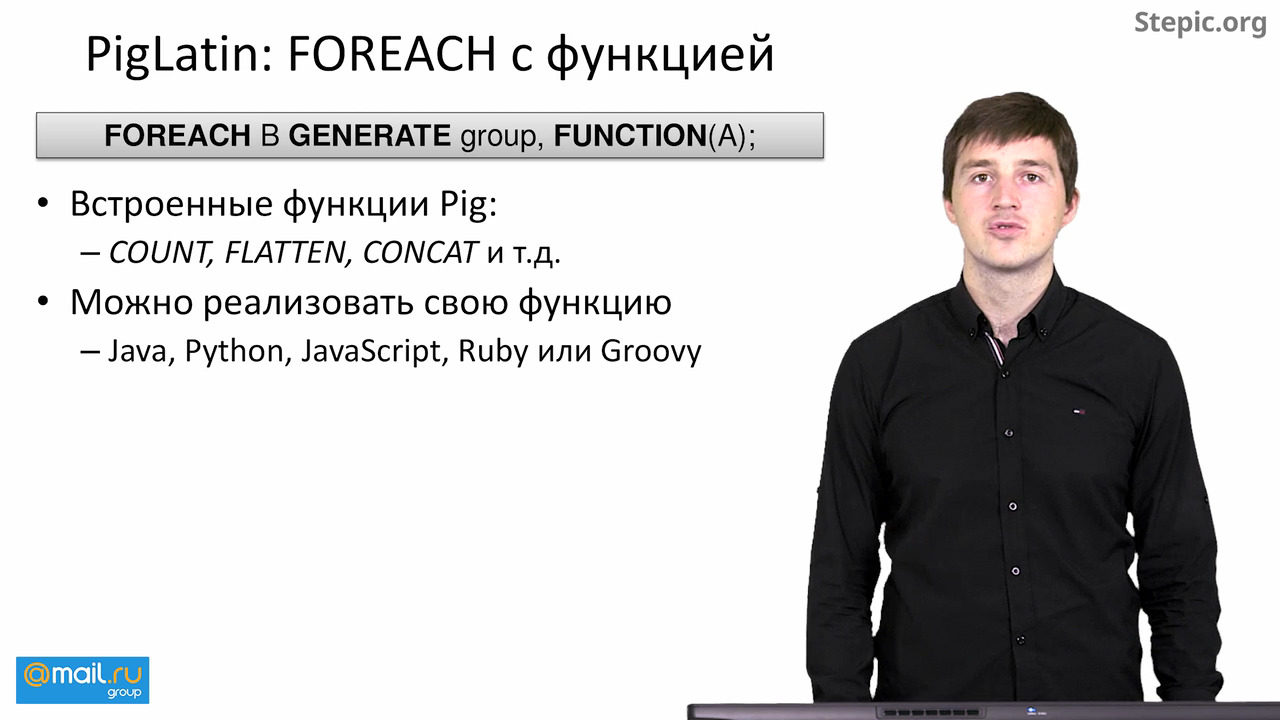 Stepic.org
PigLatin: FOREACH с функцией
FOREACH B GENERATE group, FUNCTION(A);
• Встроенные функции Pig:
– COUNT, FLATTEN, CONCAT и т.д.
• Можно реализовать свою функцию
– Java, Python, JavaScript, Ruby или Groovy
@mail.ru
group